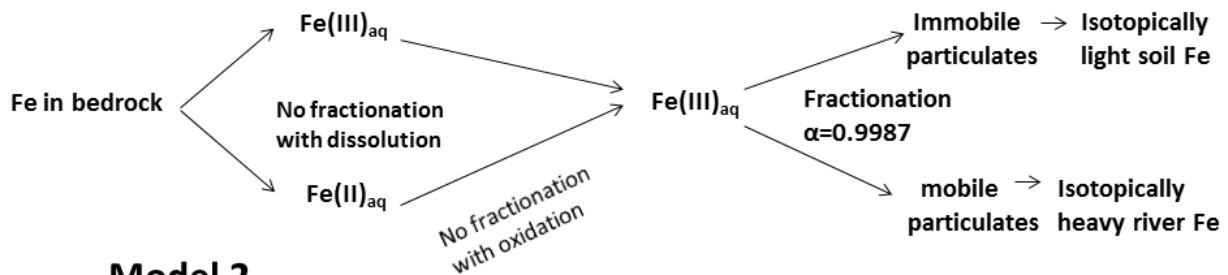 Fe(III)aq
Fe in bedrock
No fractionation
with dissolution
Fe(II)aq
No fractionation
with oxidation
Fe(III)aq
Immobile → Isotopically
particulates light soil Fe
Fractionation
α=0.9987
mobile → Isotopically
particulates heavy river Fe
Model 2